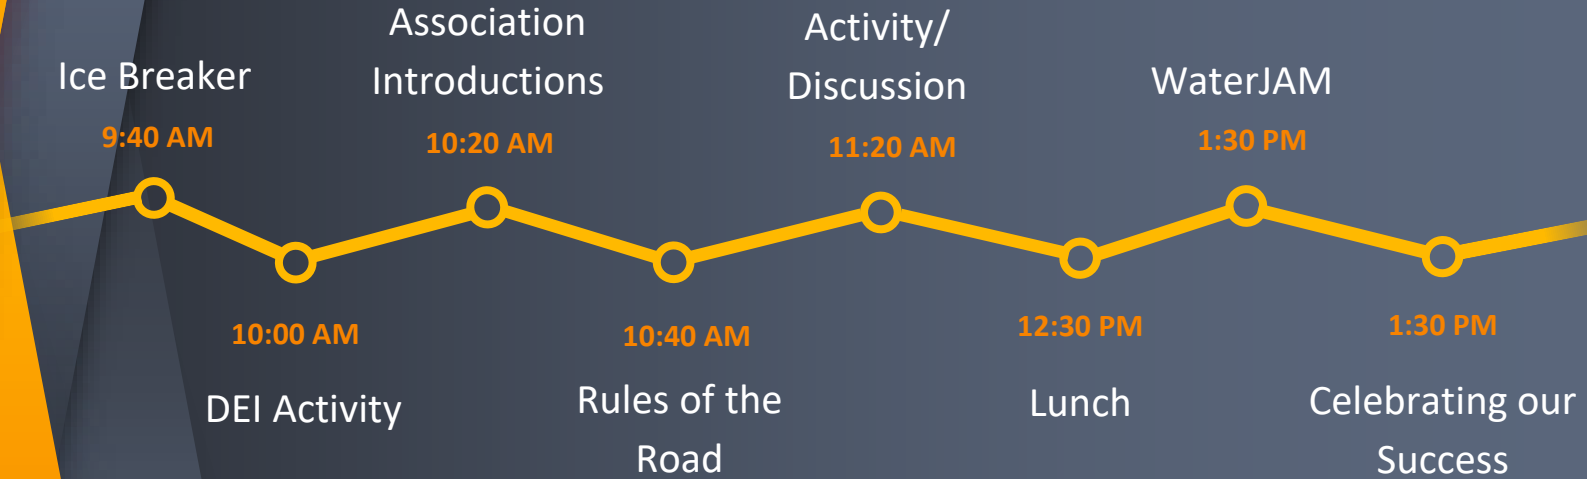 Ice Breaker
9:40 AM
10:00 AM
DEI Activity
Association
Introductions
10:20 AM
10:40 AM
Rules of the
Road
Activity/
Discussion
11:20 AM
12:30 PM
Lunch
WaterJAM
1:30 PM
1:30 PM
Celebrating our
Success